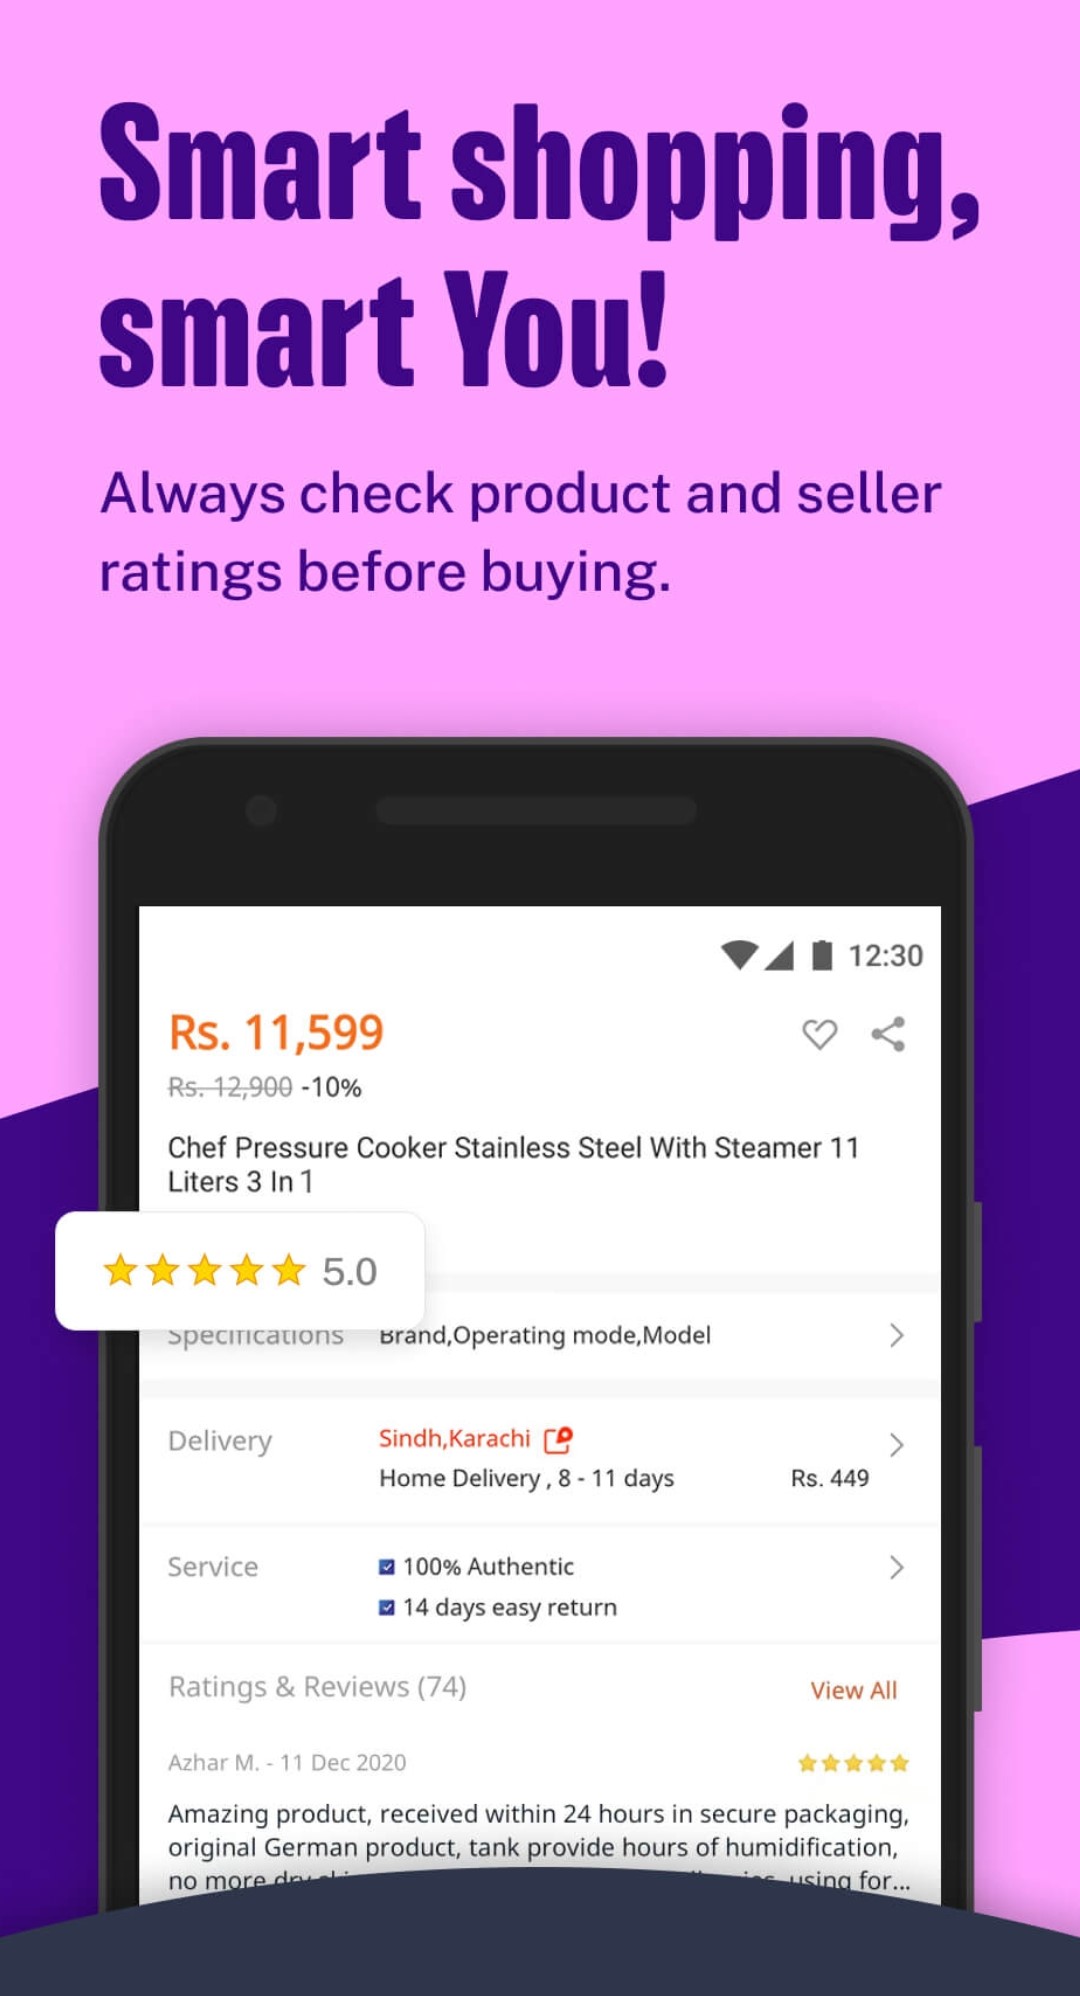 Smart shopping,
smart You!
Always check product and seller
ratings before buying.
12:30
Rs. 11,599
Rs. 12,900 -10%
Chef Pressure Cooker Stainless Steel With Steamer 11
Liters 3 In 1
5.0
Specifications Brand,Operating mode,Model
Delivery Sindh,Karachi
Home Delivery , 8 - 11 days Rs. 449
Service 100% Authentic
14 days easy return
Ratings & Reviews (74) View All
Azhar M. - 11 Dec 2020
Amazing product, received within 24 hours in secure packaging,
original German product, tank provide hours of humidification,
no more dry using for...